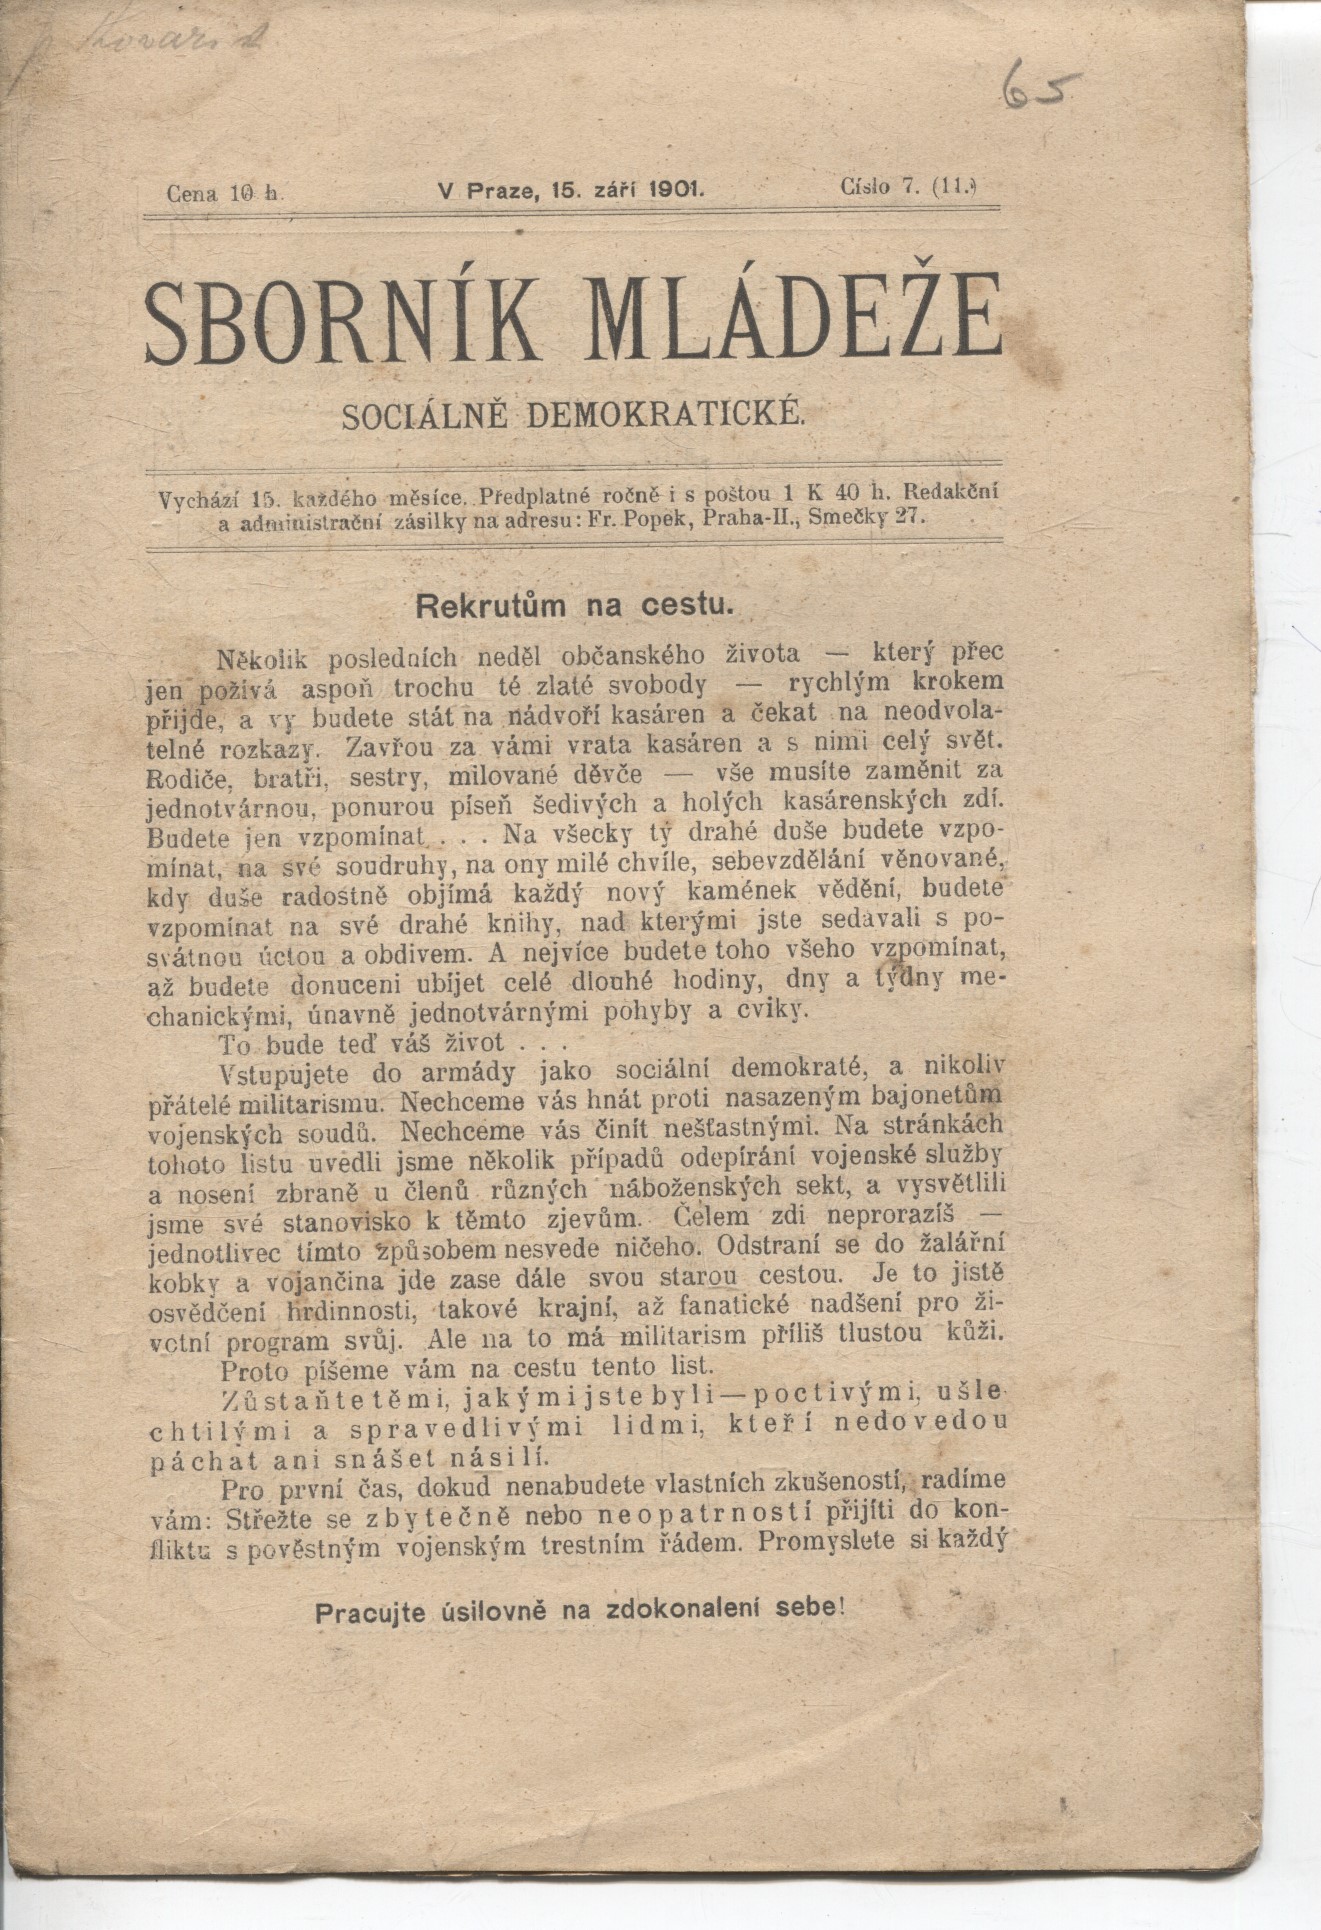 65
Cena 10 h.
V Praze, 15. září 1901.
Číslo 7. (11.)
SBORNÍK MLÁDEŽE
SOCIÁLNĚ DEMOKRATICKÉ.
Vychází 15. každého měsíce. Předplatné ročně i s poštou 1 K 40 h. Redakční
a administrační zásilky na adresu: Fr. Popek, Praha-II., Smečky 27.
Rekrutům na cestu.
Několik posledních neděl občanského života — který přec
jen požívá aspoň trochu té zlaté svobody — rychlým krokem
přijde, a vy budete stát na nádvoří kasáren a čekat na neodvola-
telné rozkazy. Zavřou za vámi vrata kasáren a s nimi celý svět.
Rodiče, bratři, sestry, milované děvče — vše musíte zaměnit za
jednotvárnou, ponurou píseň šedivých a holých kasárenských zdí.
Budete jen vzpomínat . . . Na všecky ty drahé duše budete vzpo-
mínat, na své soudruhy, na ony milé chvíle, sebevzdělání věnované,
kdy duše radostně objímá každý nový kamének vědění, budete
vzpomínat na své drahé knihy, nad kterými jste sedávali s po-
svátnou úctou a obdivem. A nejvíce budete toho všeho vzpomínat,
až budete donuceni ubíjet celé dlouhé hodiny, dny a týdny me-
chanickými, únavně jednotvárnými pohyby a cviky.
To bude teď váš život . . .
Vstupujete do armády jako sociální demokraté, a nikoliv
přátelé militarismu. Nechceme vás hnát proti nasazeným bajonetům
vojenských soudů. Nechceme vás činít nešťastnými. Na stránkách
tohoto listu uvedli jsme několik případů odepírání vojenské služby
a nosení zbraně u členů různých náboženských sekt, a vysvětlili
jsme své stanovisko k těmto zjevům. Čelem zdi neprorazíš —
jednotlivec tímto způsobem nesvede ničeho. Odstraní se do žalářní
kobky a vojančina jde zase dále svou starou cestou. Je to jistě
osvědčení hrdinnosti, takové krajní, až fanatické nadšení pro ži-
votní program svůj. Ale na to má militarism příliš tlustou kůži.
Proto píšeme vám na cestu tento list.
Zůstaňte těmi, jakými jste byli — poctivými, ušle-
chtilými a spravedlivými lidmi, kteří nedovedou
páchat ani snášet násilí.
Pro první čas, dokud nenabudete vlastních zkušeností, radíme
vám: Střežte se zbytečně nebo neopatrností přijíti do kon-
fliktu s pověstným vojenským trestním řádem. Promyslete si každý
Pracujte úsilovně na zdokonalení sebe!